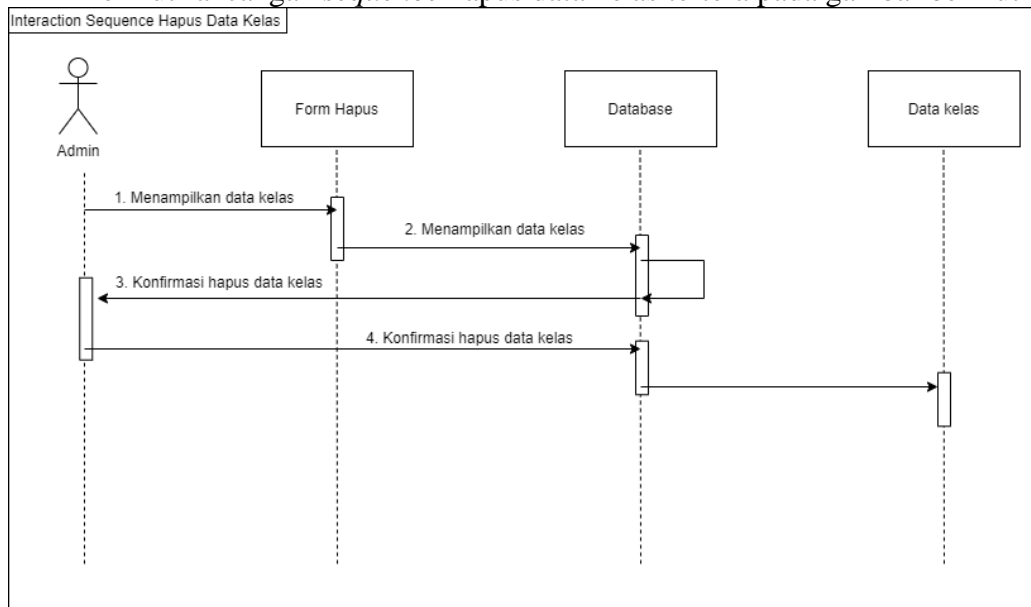 Interaction Sequence Hapus Data Kelas
Form Hapus
Database
Data kelas
Admin
1. Menampilkan data kelas
2. Menampilkan data kelas
3. Konfirmasi hapus data kelas
4. Konfirmasi hapus data kelas